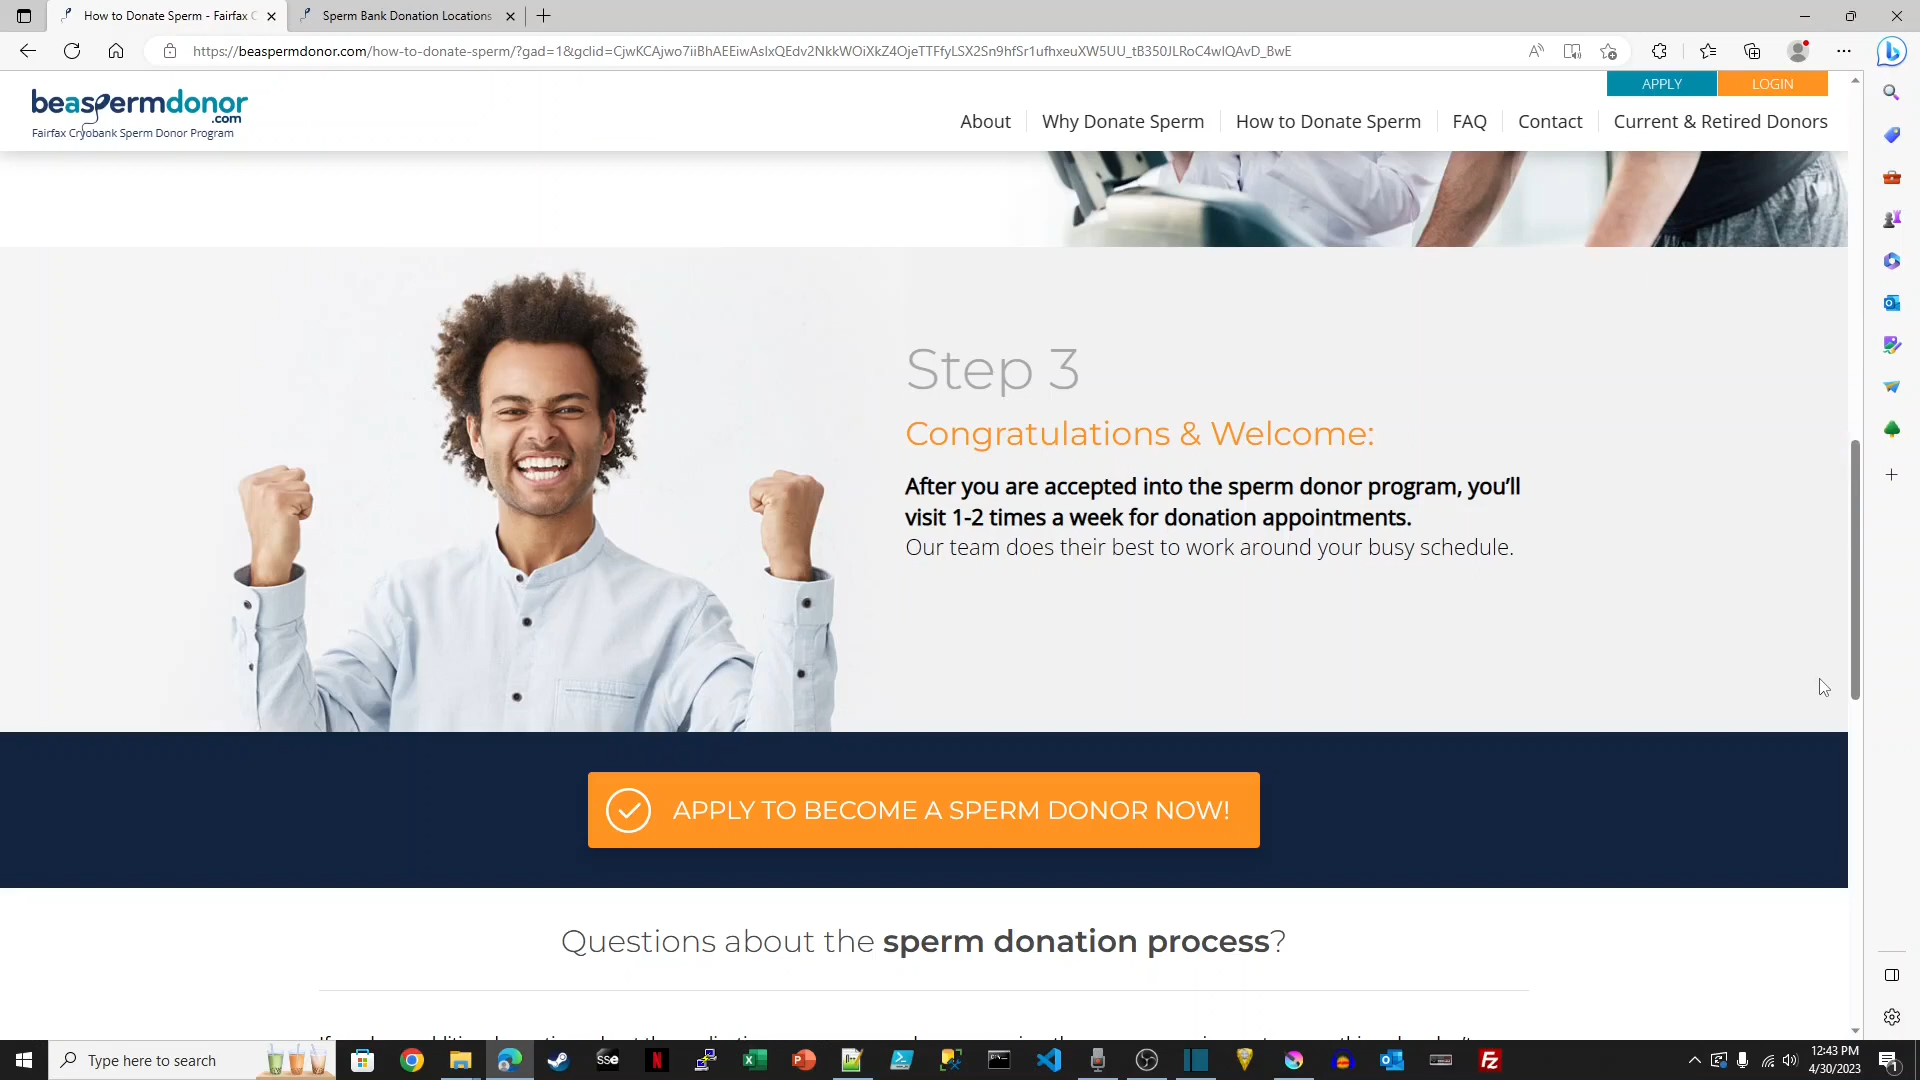 How to Donate Sperm - Fairfax C
Sperm Bank Donation Locations
https://beaspermdonor.com/how-to-donate-sperm/?gad=1&gclid=CjwKCAjwo7iiBhAEEiwAsIxQEdv2NkkWOiXkZ4OjeTTFfyLSX2Sn9hfSr1ufhxeuXW5UU_tB350JLRoC4wIQAvD_BwE
APPLY
LOGIN
beaspermdonor
.com
Fairfax Cryobank Sperm Donor Program
About
Why Donate Sperm
How to Donate Sperm
FAQ
Contact
Current & Retired Donors
Step 3
Congratulations & Welcome:
After you are accepted into the sperm donor program, you'll
visit 1-2 times a week for donation appointments.
Our team does their best to work around your busy schedule.
APPLY TO BECOME A SPERM DONOR NOW!
Questions about the sperm donation process?
Type here to search
sse
12:43 PM
4/30/2023